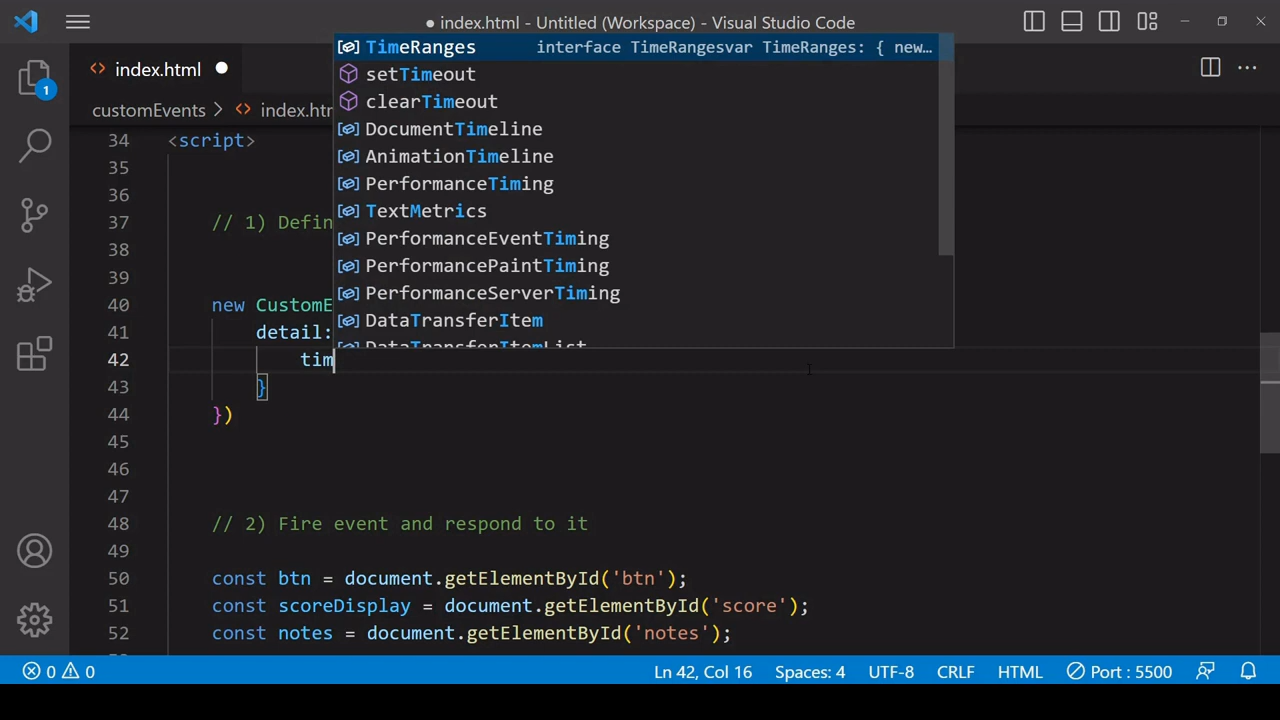 ● index.html - Untitled (Workspace) - Visual Studio Code
index.html
customEvents > index.htm
TimeRanges interface TimeRangesvar TimeRanges: { new…
setTimeout
clearTimeout
DocumentTimeline
AnimationTimeline
PerformanceTiming
TextMetrics
PerformanceEventTiming
PerformancePaintTiming
PerformanceServerTiming
DataTransferItem
DataTransferItemList
1
34 <script>
35
36
37 // 1) Defin
38
39
40 new CustomE
41 detail:
42 tim
43 }
44 })
45
46
47
48 // 2) Fire event and respond to it
49
50 const btn = document.getElementById('btn');
51 const scoreDisplay = document.getElementById('score');
52 const notes = document.getElementById('notes');
0 0 Ln 42, Col 16 Spaces: 4 UTF-8 CRLF HTML Port : 5500